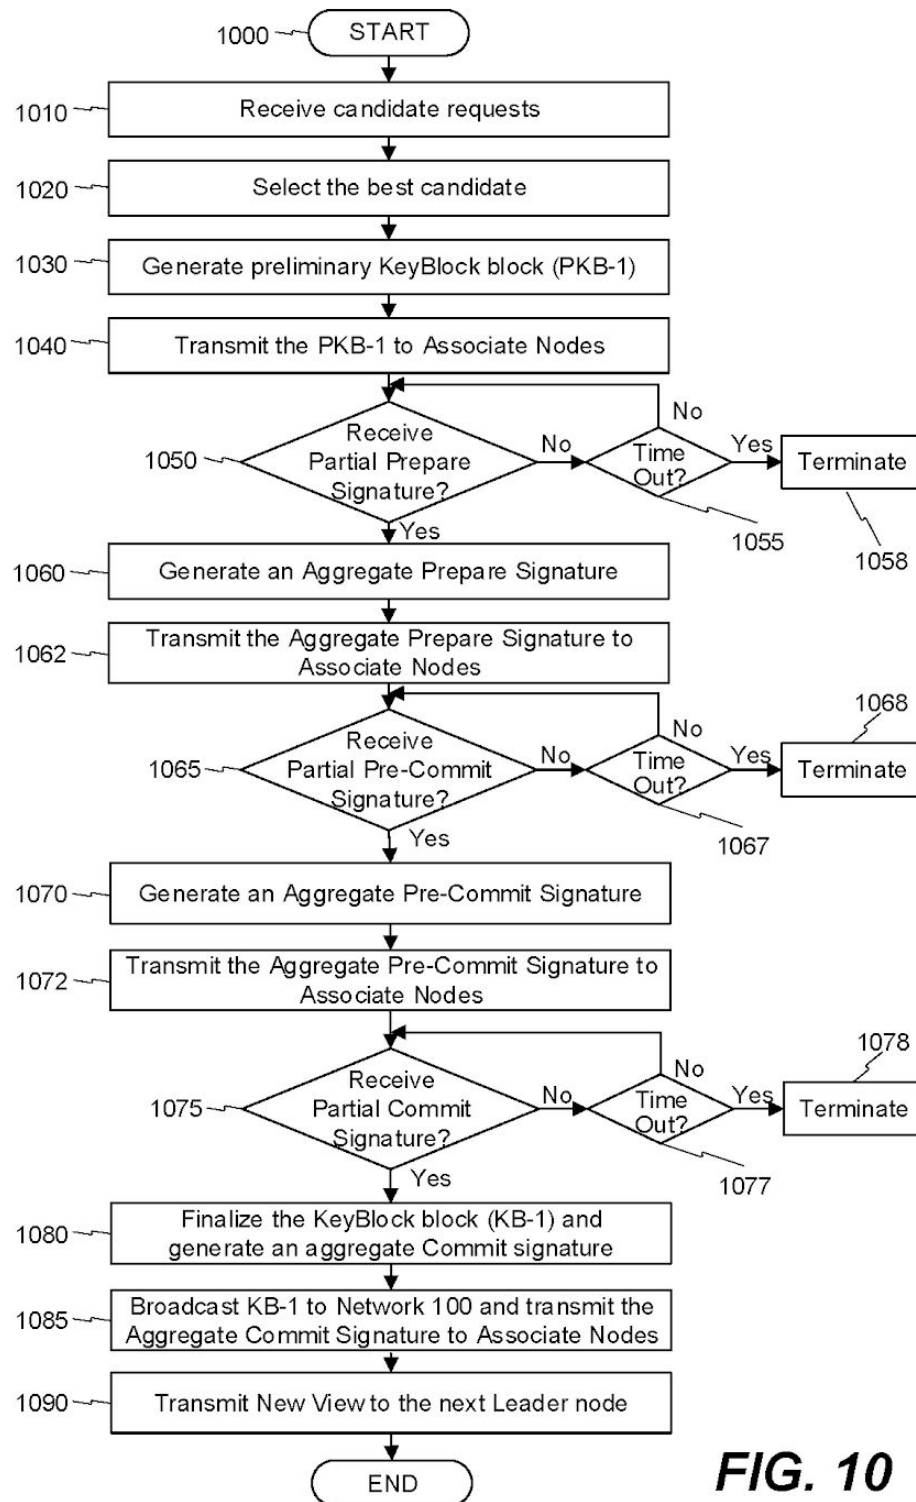 1000
START
1010
Receive candidate requests
1020
Select the best candidate
1030
Generate preliminary KeyBlock block (PKB-1)
1040
Transmit the PKB-1 to Associate Nodes
No
1050
Receive
Partial Prepare
Signature?
No
Time
Out?
Yes
Terminate
Yes
1055
1058
1060
Generate an Aggregate Prepare Signature
1062
Transmit the Aggregate Prepare Signature to
Associate Nodes
1068
No
1065
Receive
Partial Pre-Commit
Signature?
No
Time
Out?
Yes
Terminate
Yes
1067
1070
Generate an Aggregate Pre-Commit Signature
1072
Transmit the Aggregate Pre-Commit Signature to
Associate Nodes
1078
No
1075
Receive
Partial Commit
Signature?
No
Time
Out?
Yes
Terminate
Yes
1077
1080
Finalize the KeyBlock block (KB-1) and
generate an aggregate Commit signature
1085
Broadcast KB-1 to Network 100 and transmit the
Aggregate Commit Signature to Associate Nodes
1090
Transmit New View to the next Leader node
END
FIG. 10